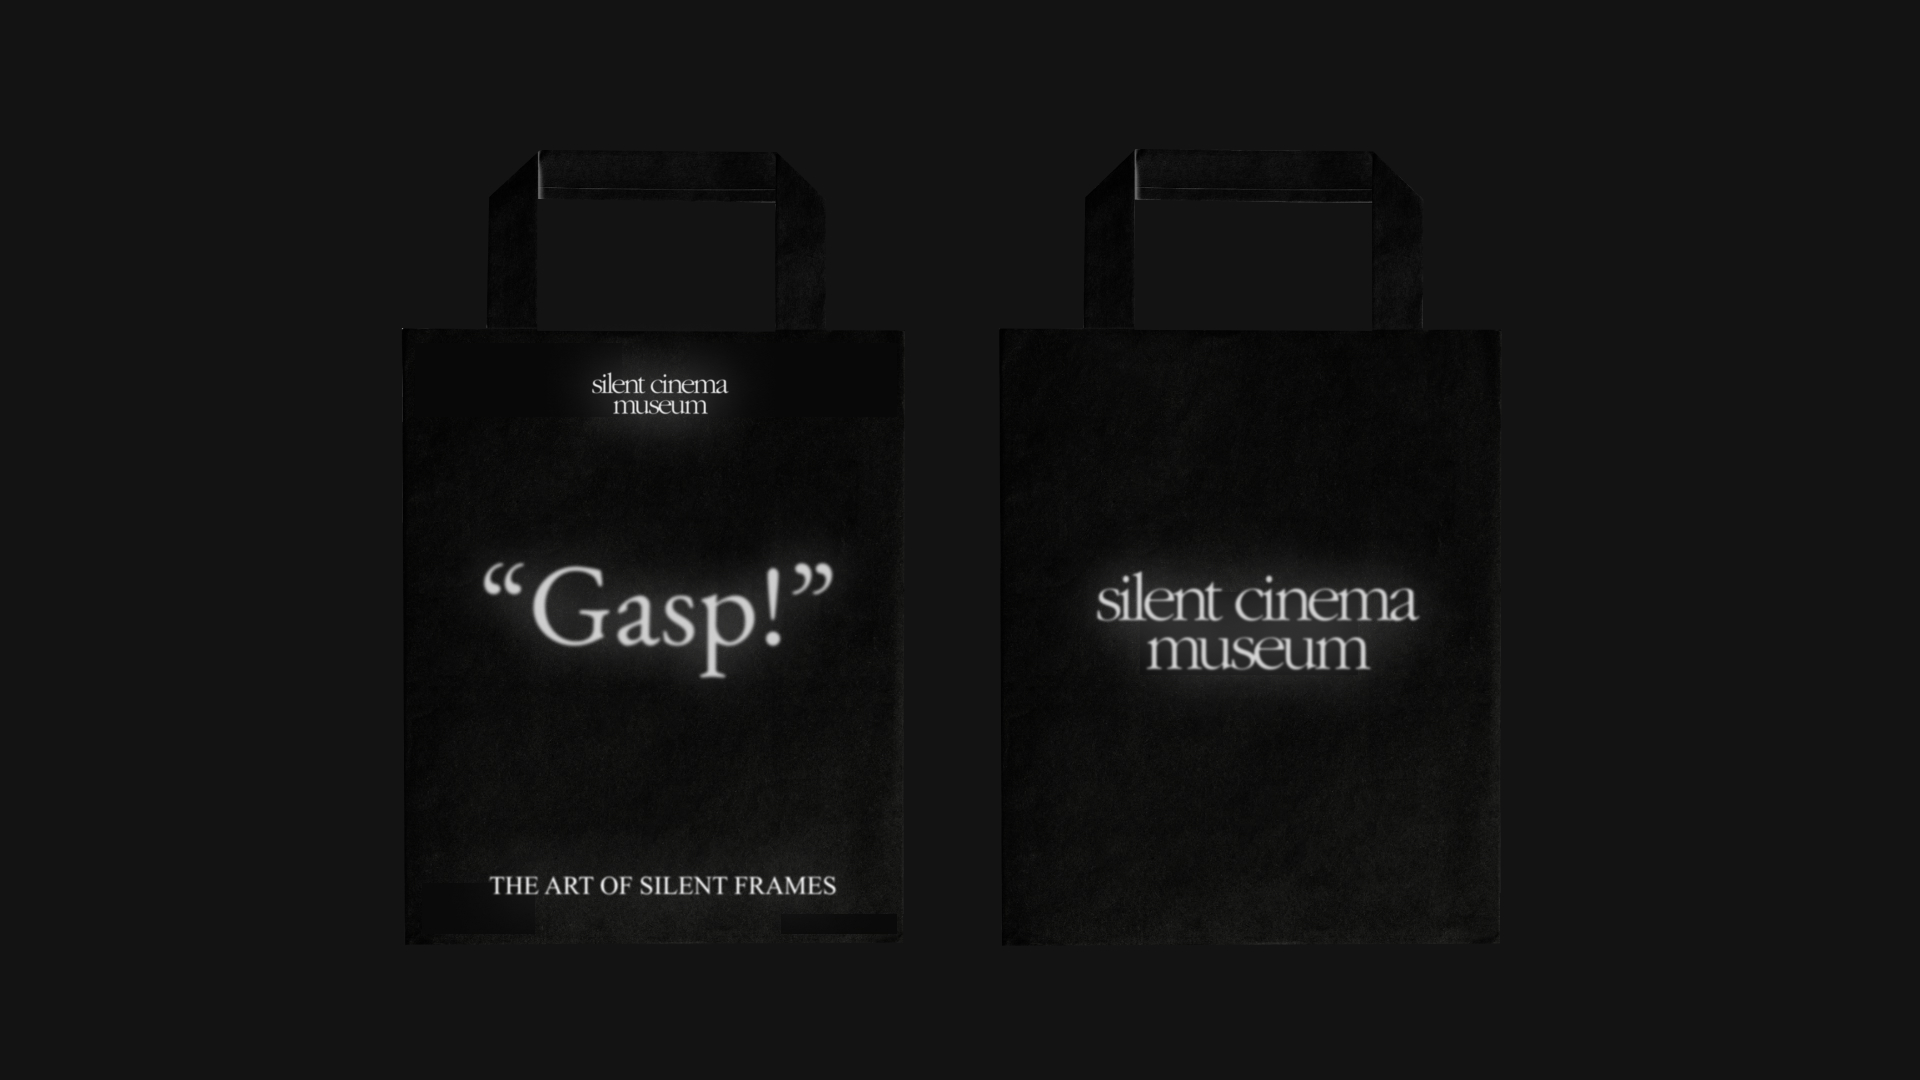 silent cinema
museum
“Gasp!”
THE ART OF SILENT FRAMES
silent cinema
museum